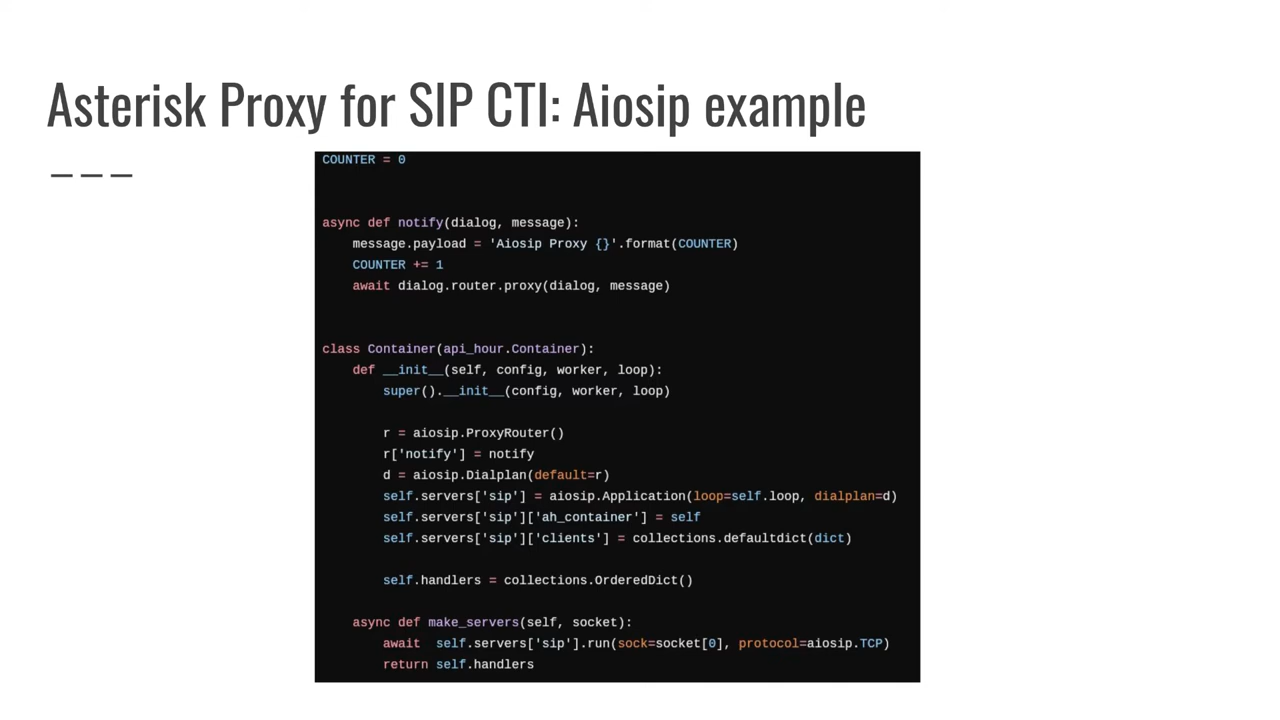 Asterisk Proxy for SIP CTI: Aiosip example
COUNTER = 0
async def notify(dialog, message):
    message.payload = 'Aiosip Proxy {}'.format(COUNTER)
    COUNTER += 1
    await dialog.router.proxy(dialog, message)
class Container(api_hour.Container):
    def __init__(self, config, worker, loop):
        super().__init__(config, worker, loop)
        r = aiosip.ProxyRouter()
        r['notify'] = notify
        d = aiosip.Dialplan(default=r)
        self.servers['sip'] = aiosip.Application(loop=self.loop, dialplan=d)
        self.servers['sip']['ah_container'] = self
        self.servers['sip']['clients'] = collections.defaultdict(dict)
        self.handlers = collections.OrderedDict()
    async def make_servers(self, socket):
        await  self.servers['sip'].run(sock=socket[0], protocol=aiosip.TCP)
        return self.handlers